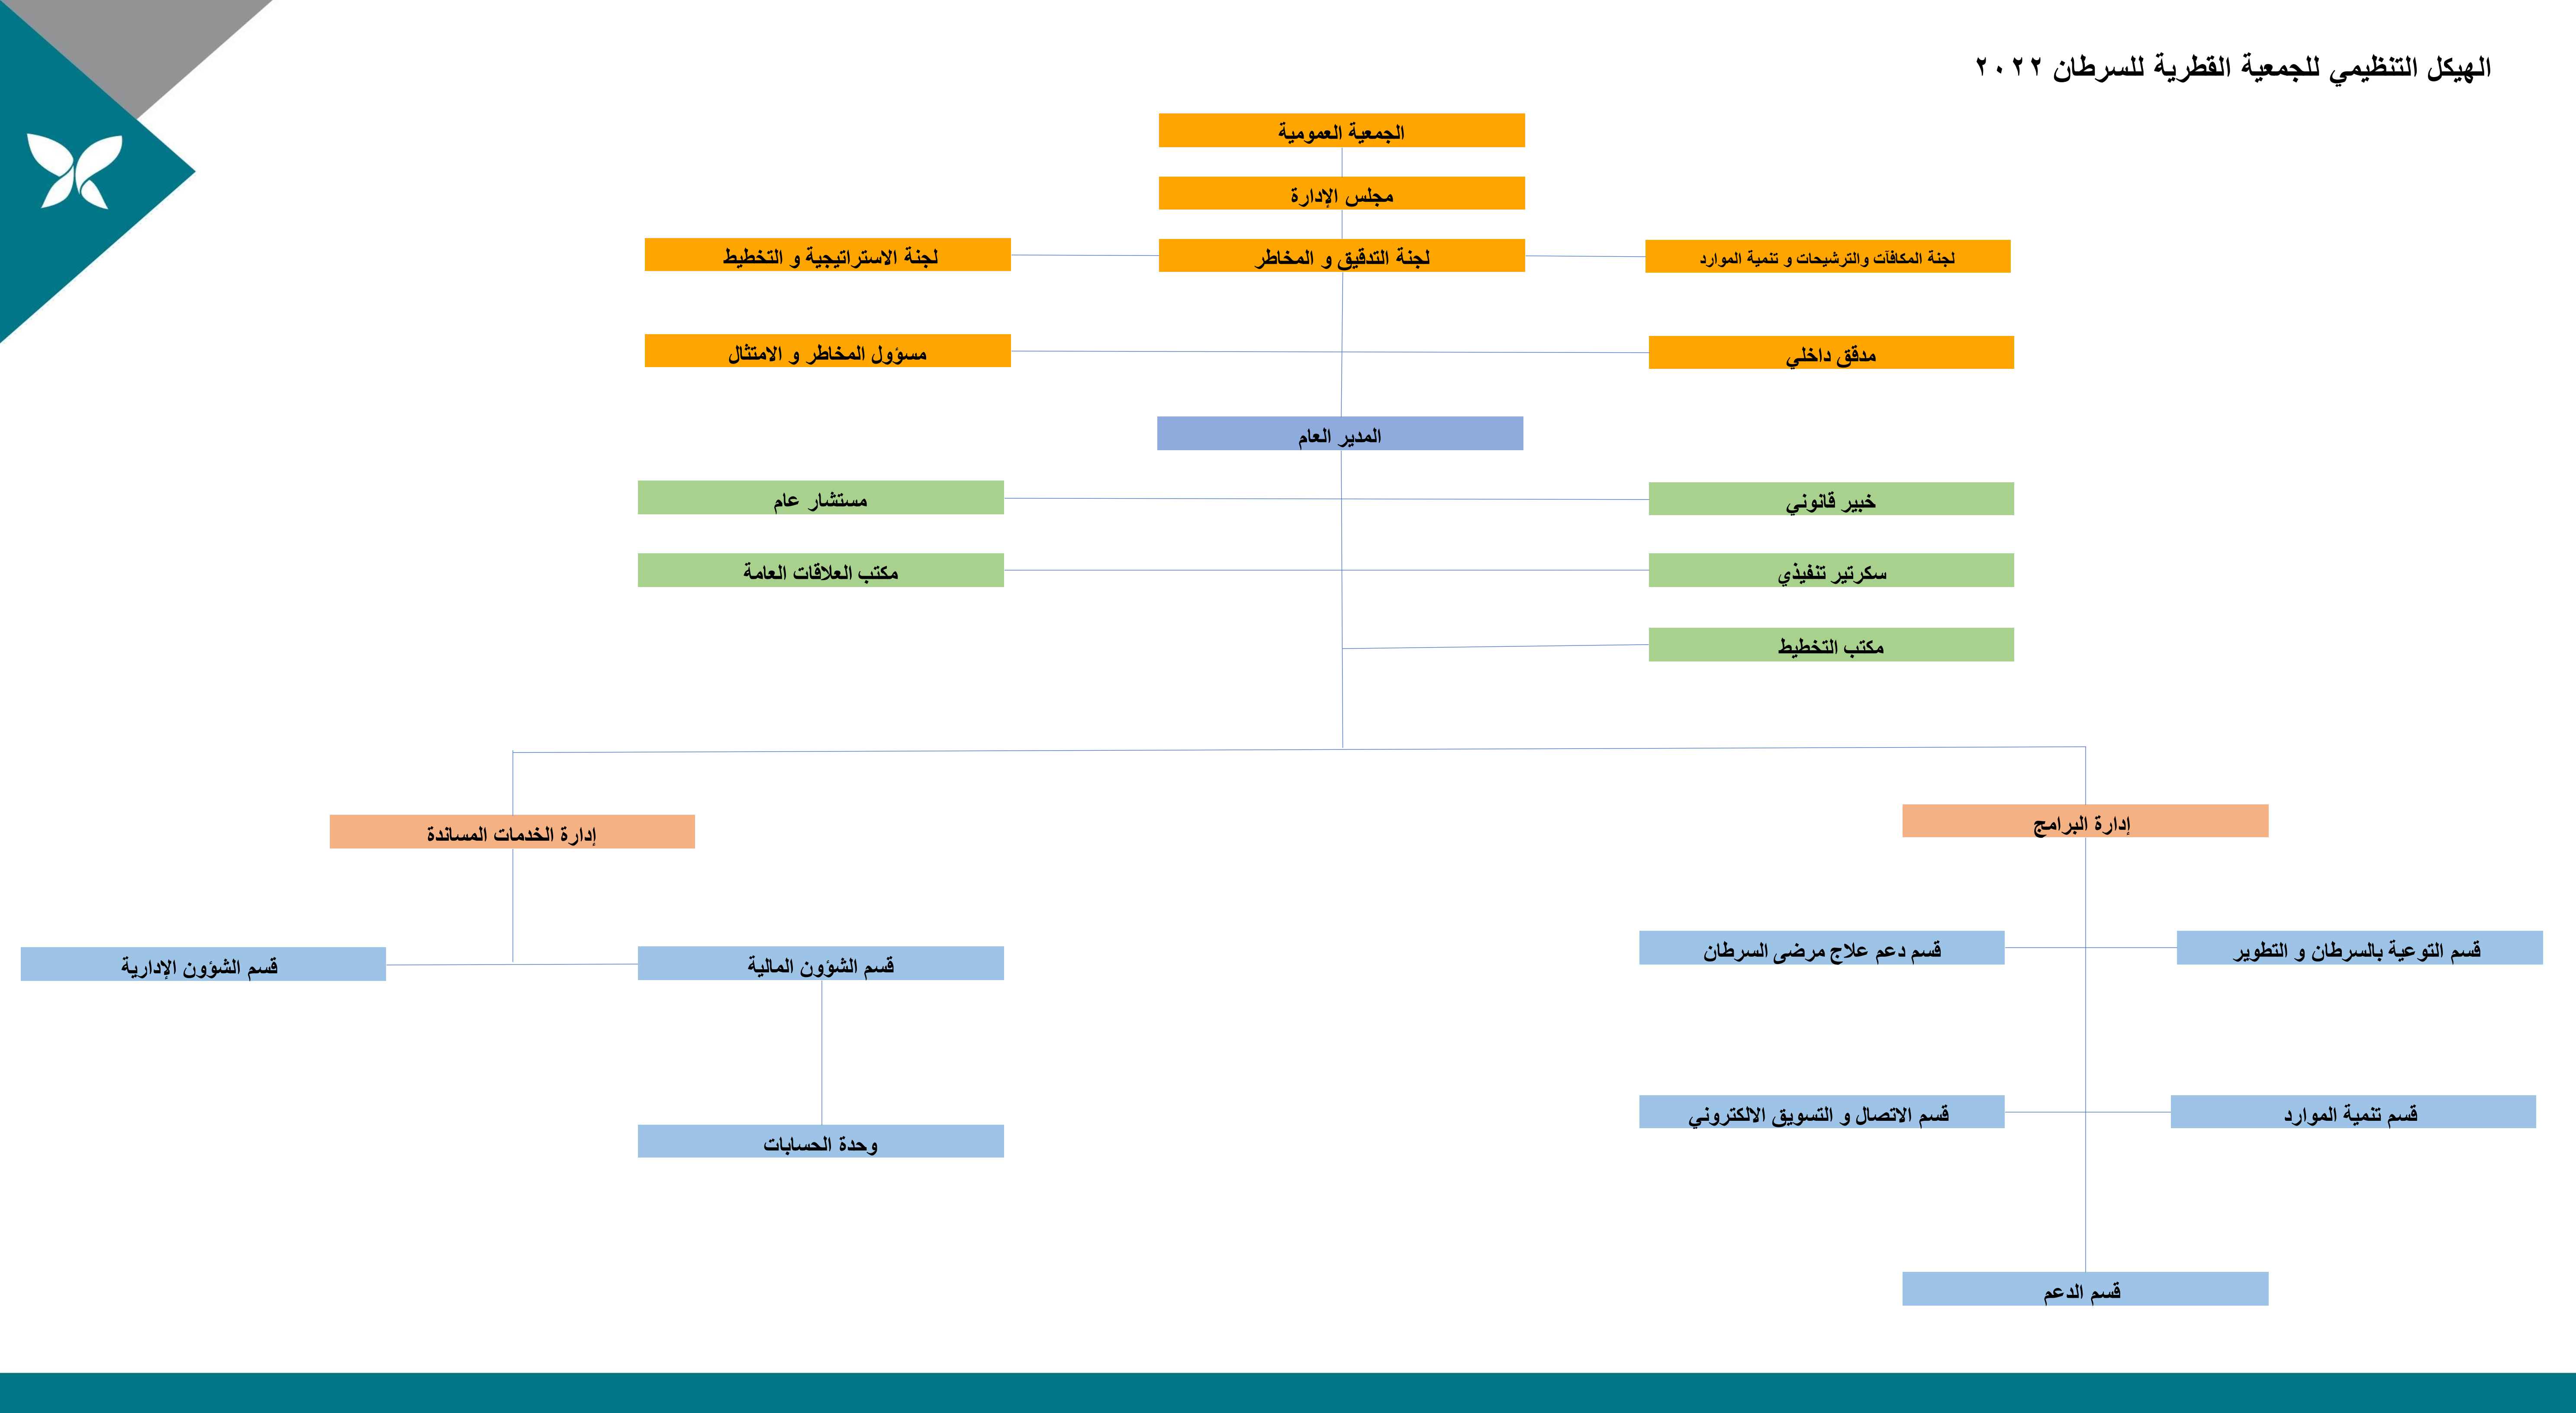 الهيكل التنظيمي للجمعية القطرية للسرطان ٢٠٢٢
الجمعية العمومية
مجلس الإدارة
لجنة المكافآت والترشيحات و تنمية الموارد
لجنة التدقيق و المخاطر
لجنة الاستراتيجية و التخطيط
مدقق داخلي
مسؤول المخاطر و الامتثال
المدير العام
خبير قانوني
مستشار عام
سكرتير تنفيذي
مكتب العلاقات العامة
مكتب التخطيط
إدارة البرامج
إدارة الخدمات المساندة
قسم التوعية بالسرطان و التطوير
قسم دعم علاج مرضى السرطان
قسم الشؤون المالية
قسم الشؤون الإدارية
قسم تنمية الموارد
قسم الاتصال و التسويق الالكتروني
وحدة الحسابات
قسم الدعم